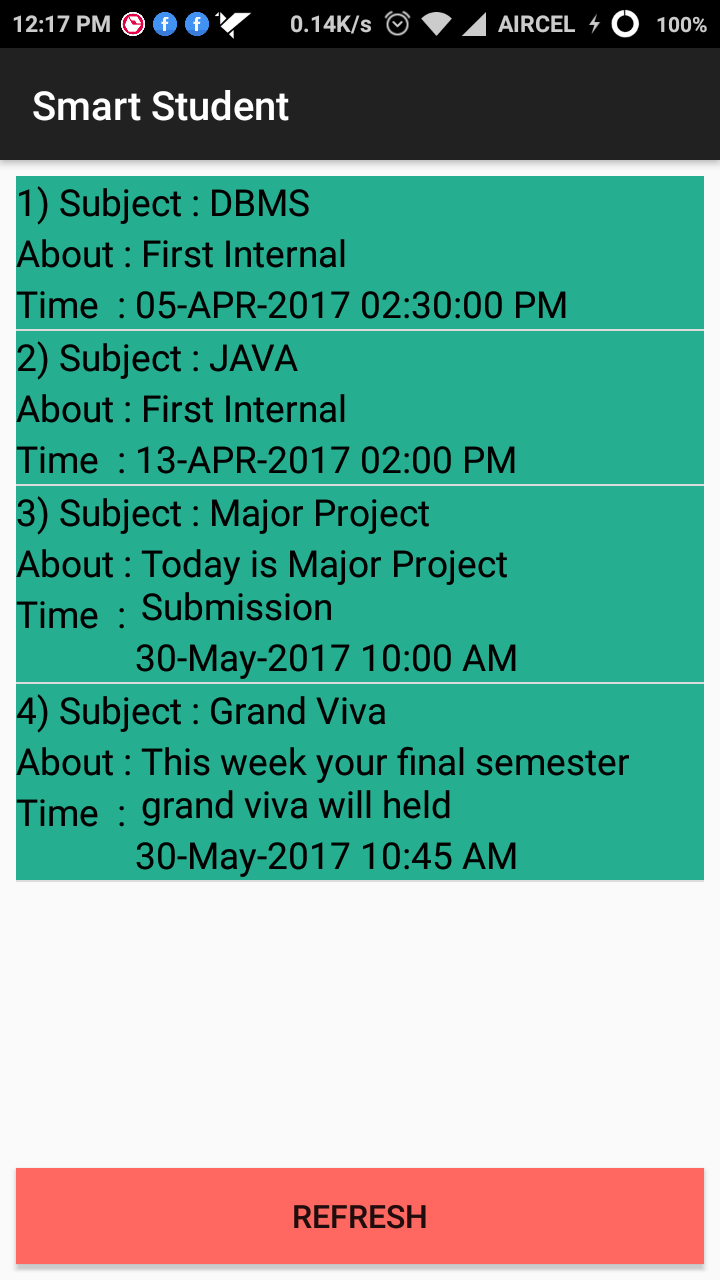 12:17 PM 0.14K/s AIRCEL 100%
Smart Student
1) Subject : DBMS
About : First Internal
Time : 05-APR-2017 02:30:00 PM
2) Subject : JAVA
About : First Internal
Time : 13-APR-2017 02:00 PM
3) Subject : Major Project
About : Today is Major Project
Time : Submission
30-May-2017 10:00 AM
4) Subject : Grand Viva
About : This week your final semester
Time : grand viva will held
30-May-2017 10:45 AM
REFRESH